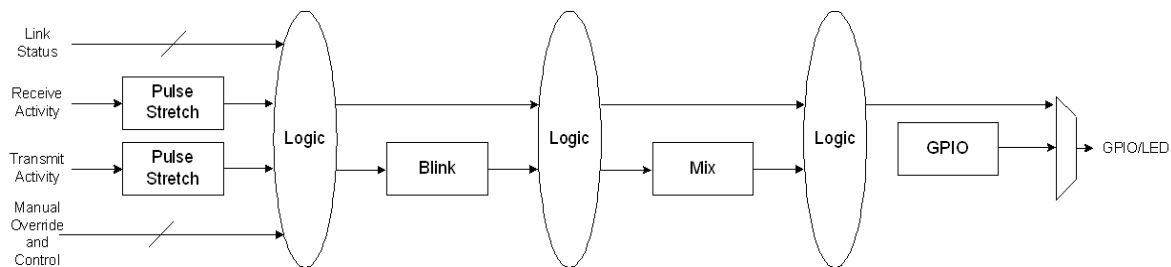 Link
Status
Receive
Activity
Pulse
Stretch
Transmit
Activity
Pulse
Stretch
Manual
Override
and
Control
Logic
Blink
Logic
Mix
Logic
GPIO
GPIO/LED